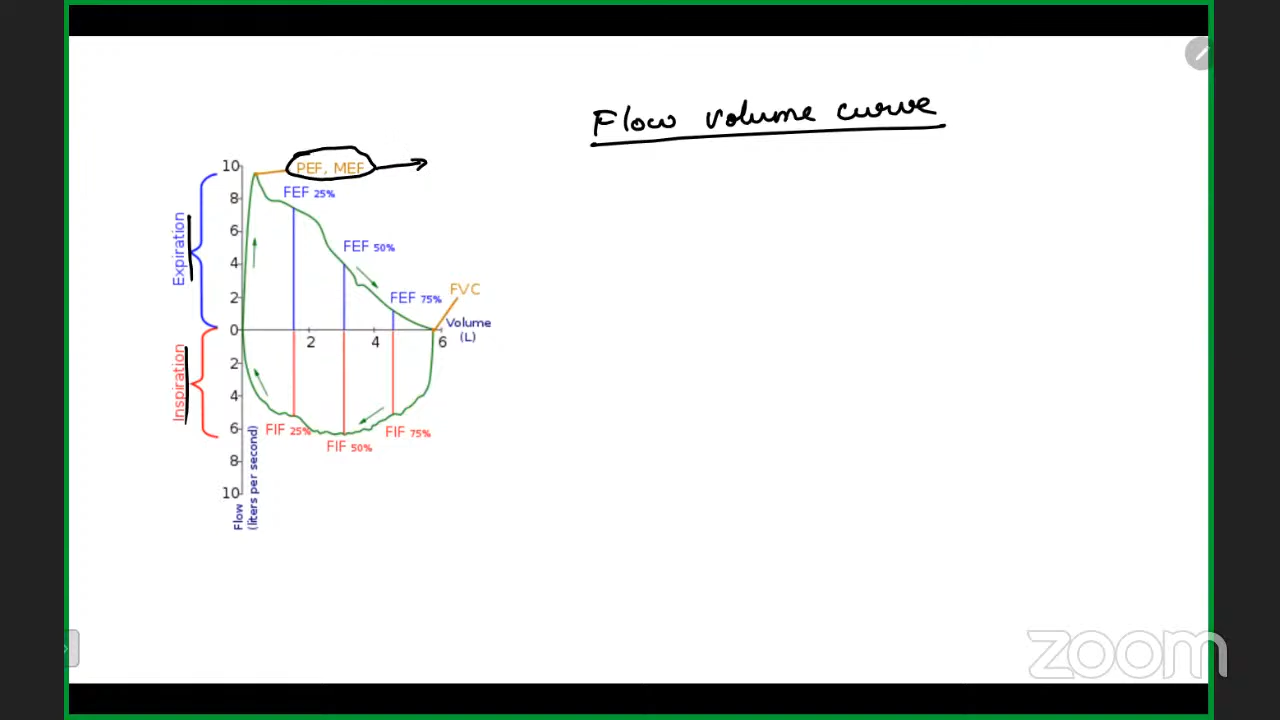 Flow volume curve
10
PEF, MEF
8
FEF 25%
6
FEF 50%
4
FEF 75%
FVC
2
Expiration
0
Volume
(L)
2
4
6
2
Inspiration
4
6
FIF 25%
FIF 50%
FIF 75%
8
10
Flow
(liters per second)
zoom